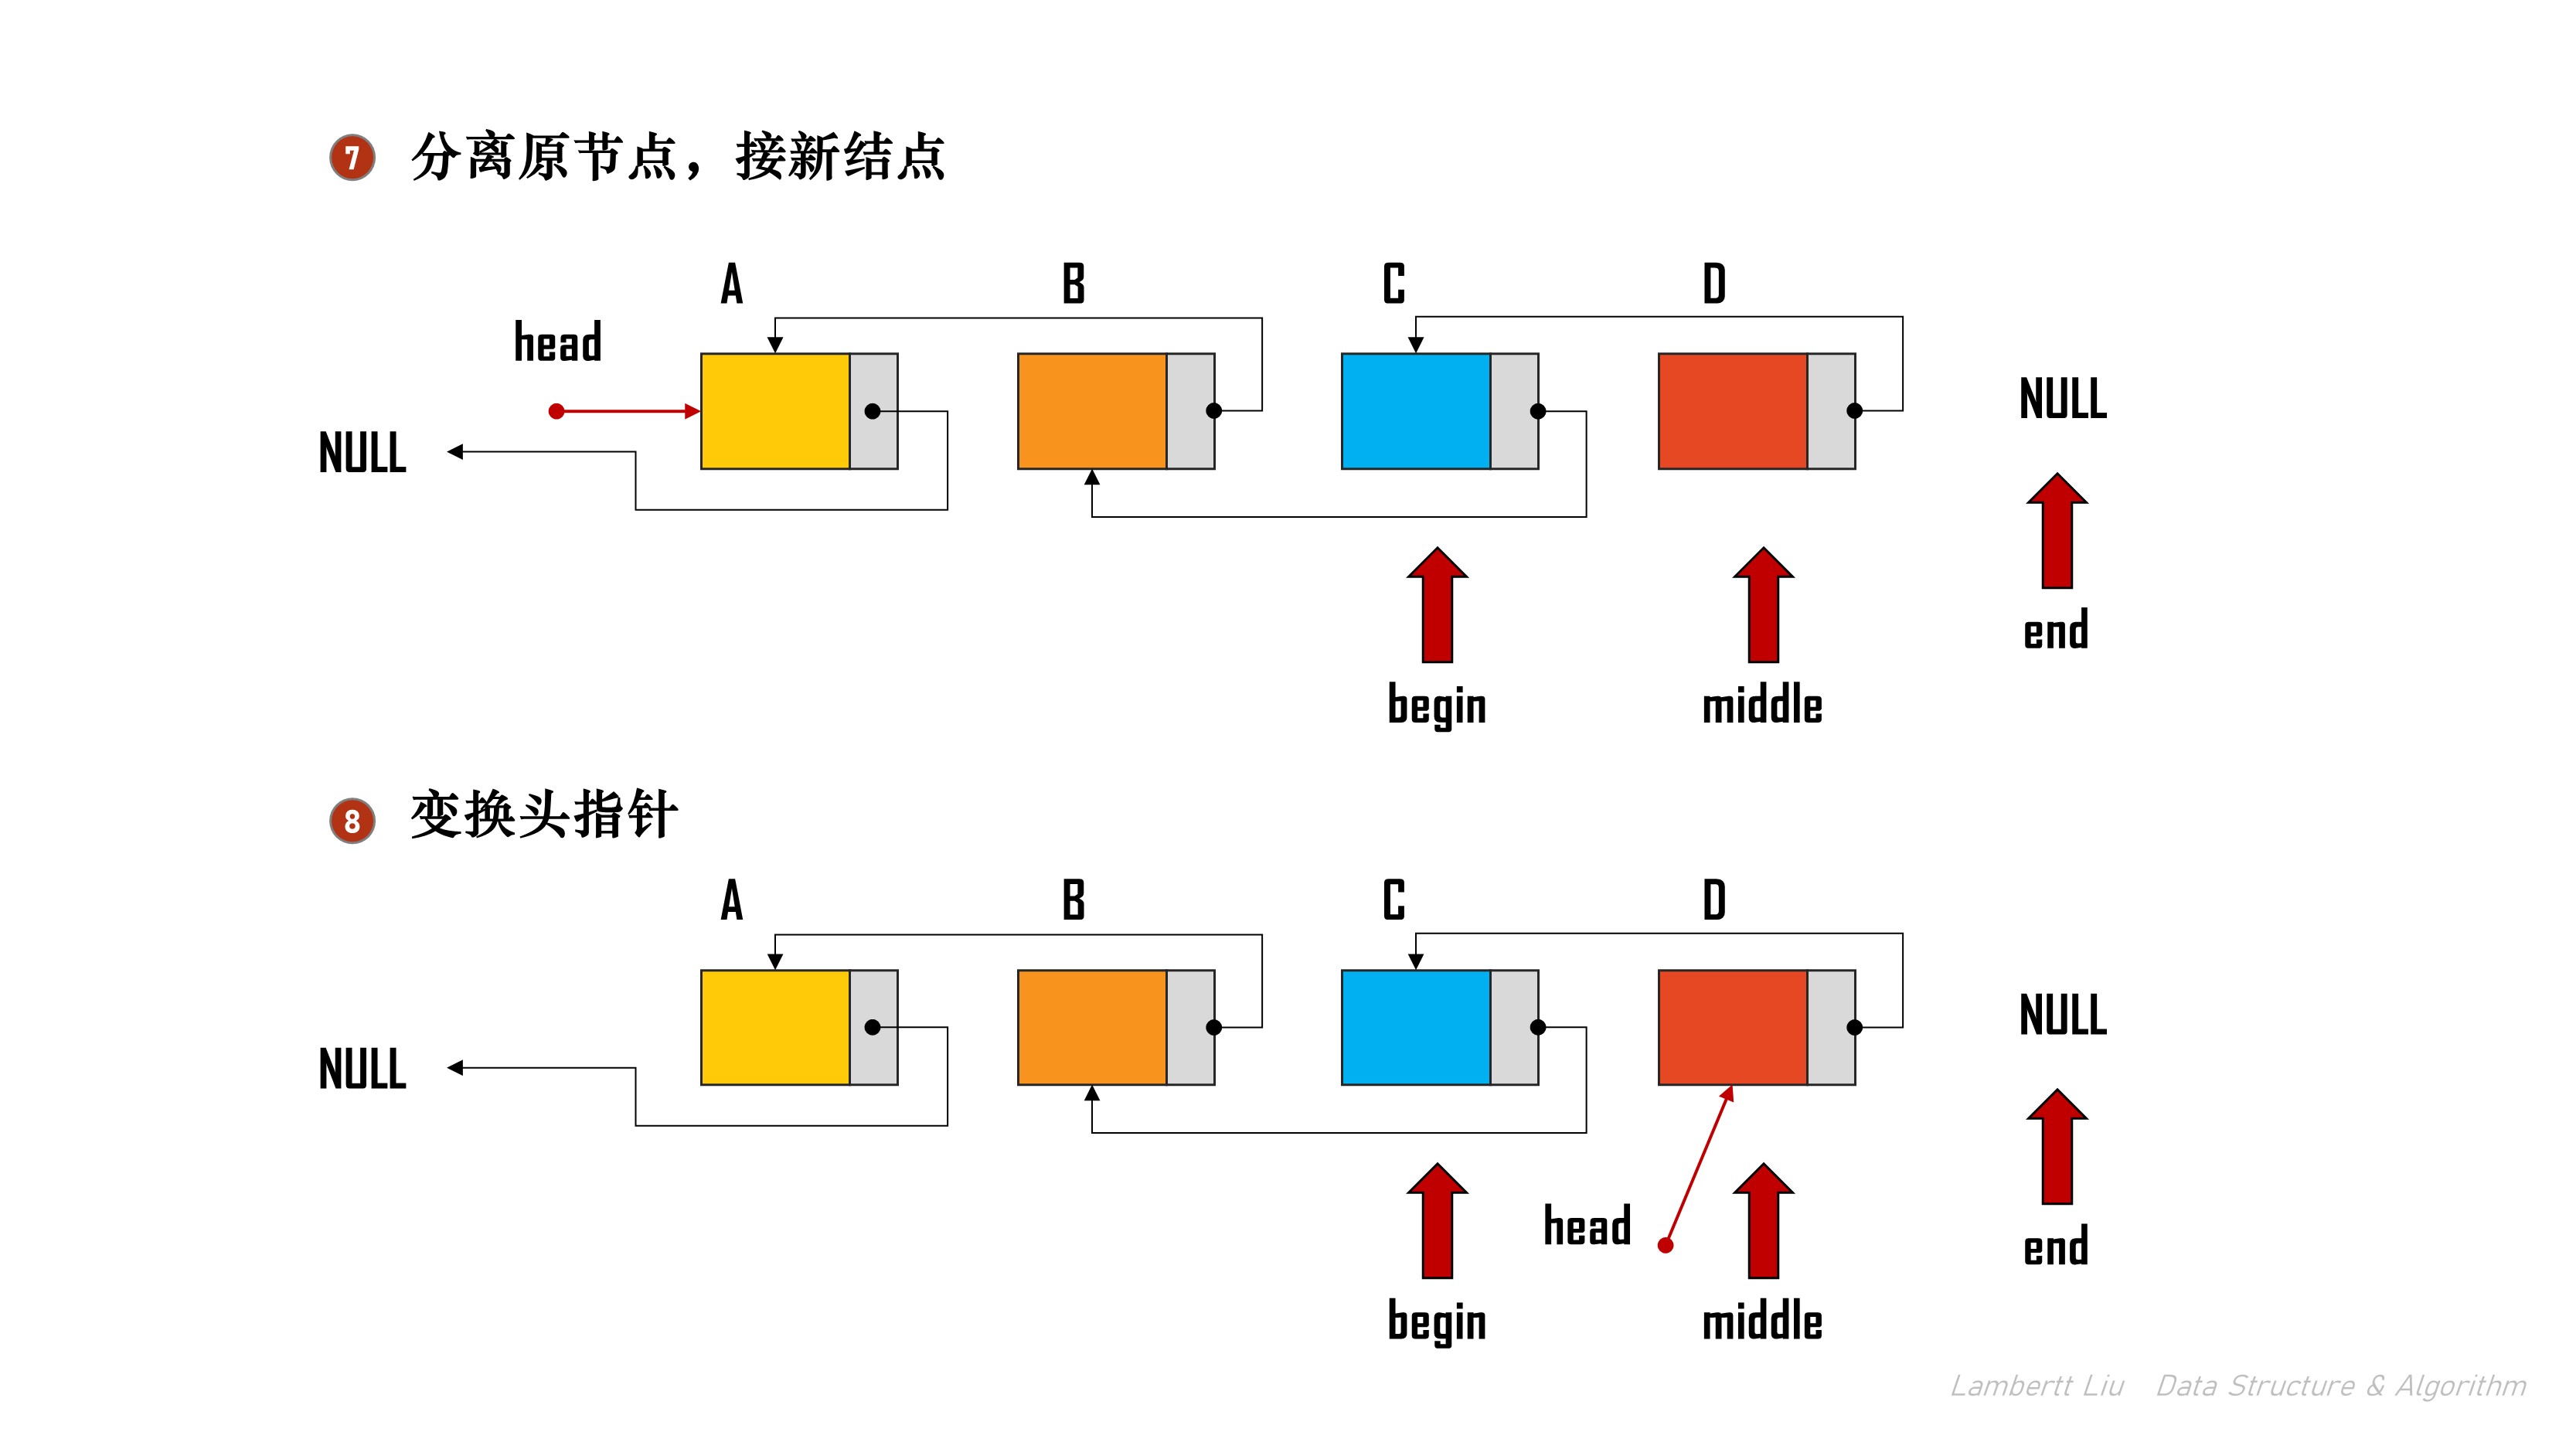 7 分离原节点，接新结点
A B C D
head
NULL
NULL
end
begin middle
8 变换头指针
A B C D
NULL
NULL
head
end
begin middle
Lambertt Liu Data Structure & Algorithm